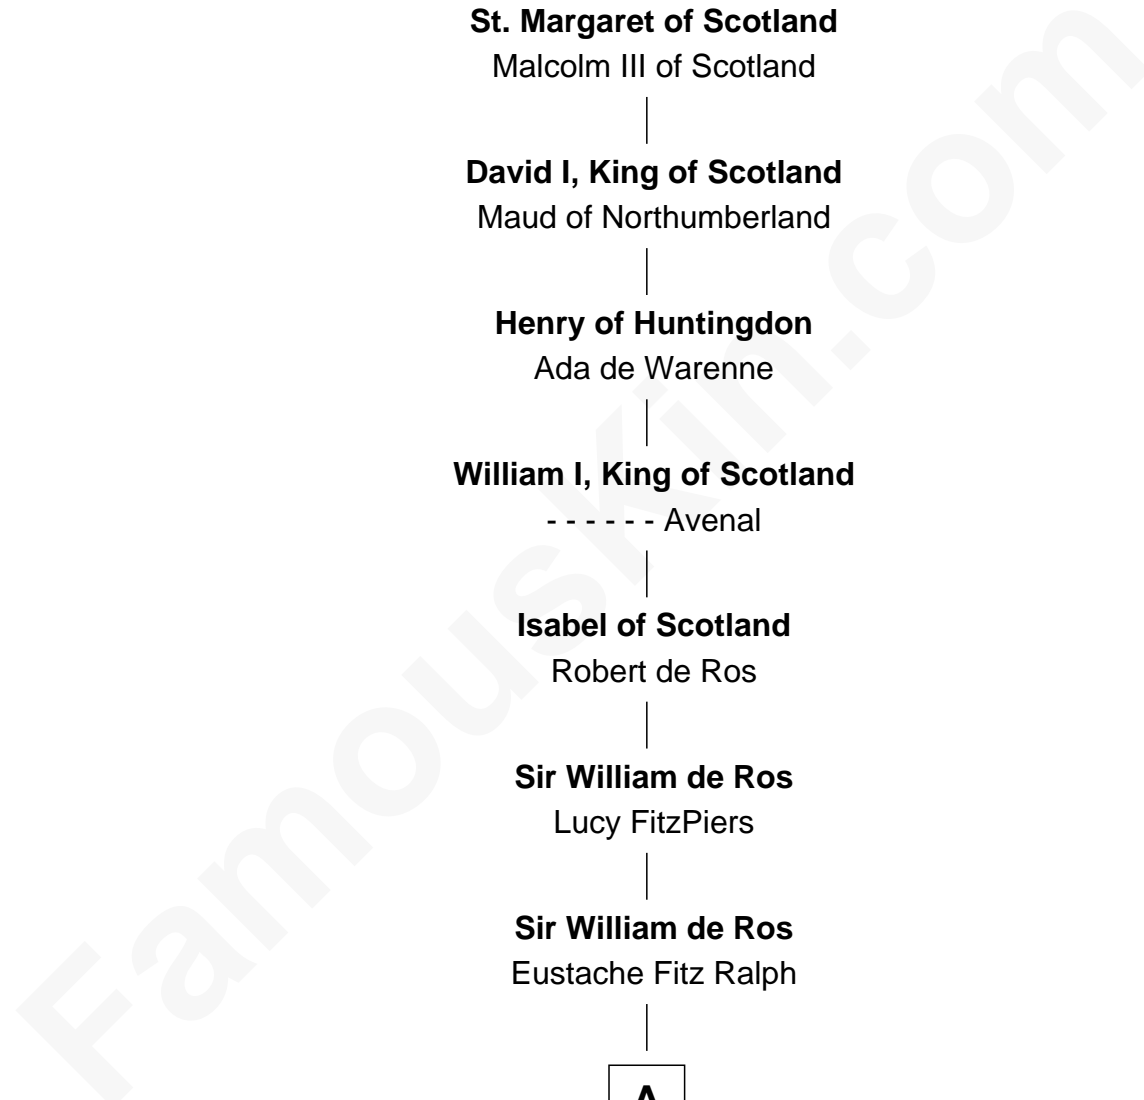 St. Margaret of Scotland
Malcolm III of Scotland
David I, King of Scotland
Maud of Northumberland
Henry of Huntingdon
Ada de Warenne
William I, King of Scotland
- - - - - - Avenal
Isabel of Scotland
Robert de Ros
Sir William de Ros
Lucy FitzPiers
Sir William de Ros
Eustache Fitz Ralph
A
FamousKin.com